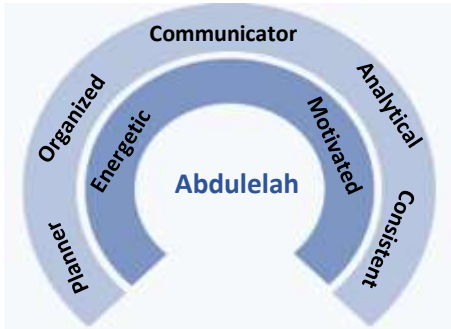 Communicator
Organized
Analytical
Energetic
Motivated
Abdulelah
Planner
Consistent